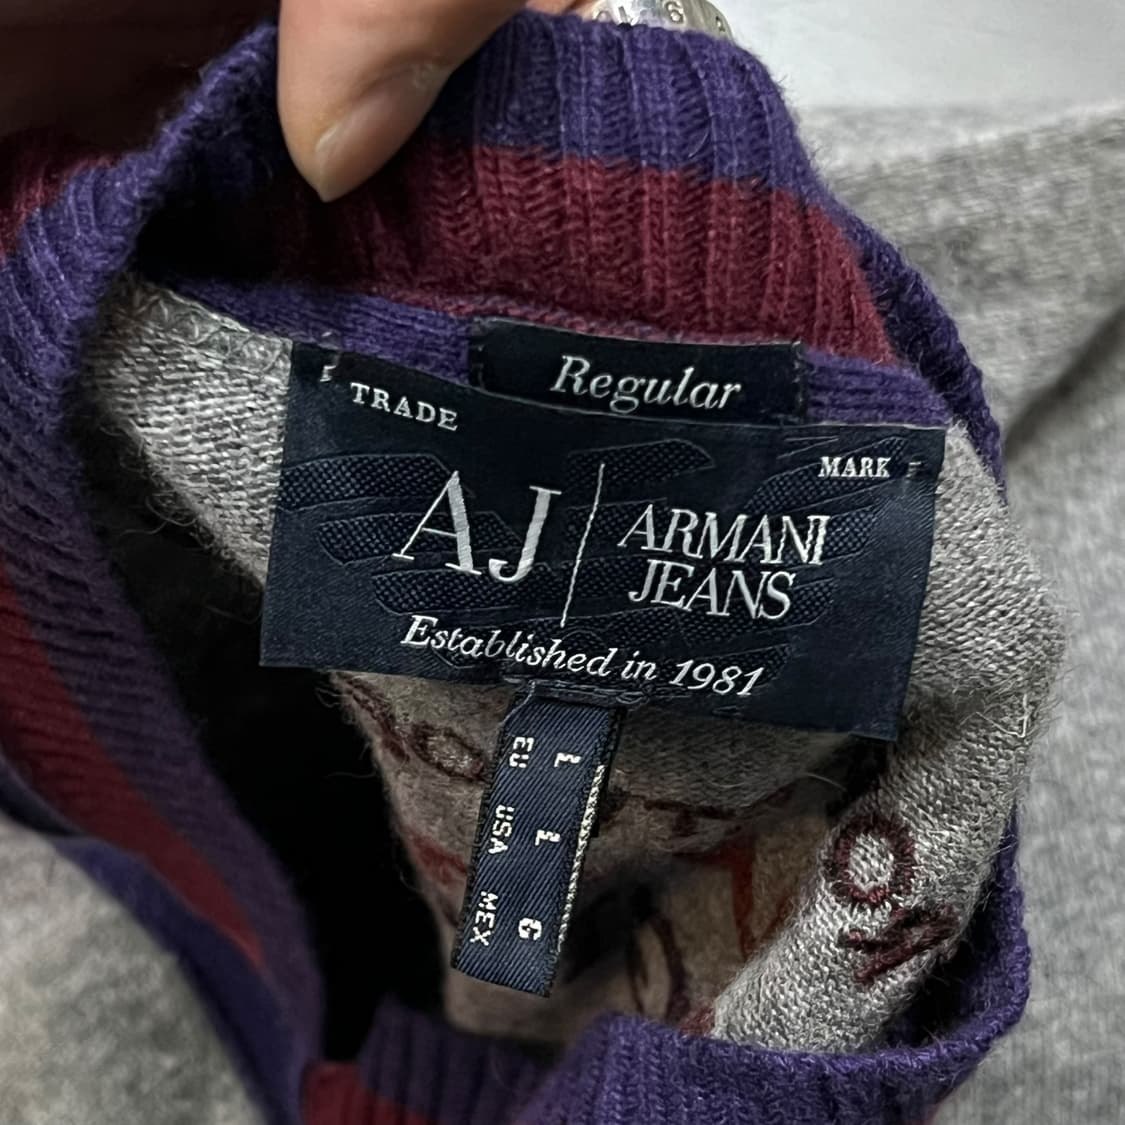 Regular
TRADE MARK
AJ ARMANI
JEANS
Established in 1981
L L G
EU USA MEX